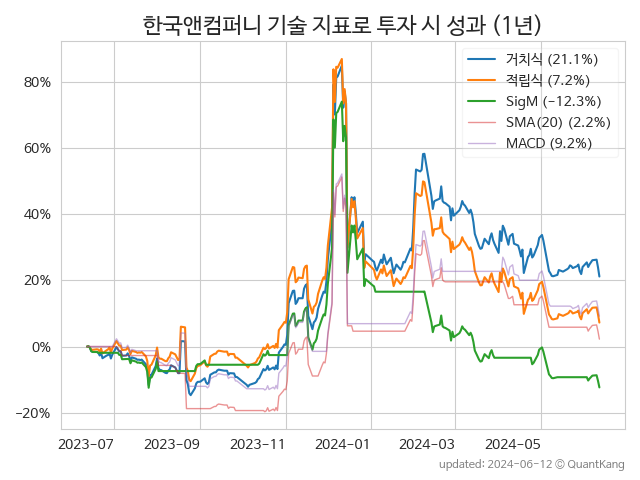 한국앤컴퍼니 기술 지표로 투자 시 성과 (1년)
거치식 (21.1%)
적립식 (7.2%)
SigM (−12.3%)
SMA(20) (2.2%)
MACD (9.2%)
80%
60%
40%
20%
0%
−20%
2023-07 2023-09 2023-11 2024-01 2024-03 2024-05
updated: 2024-06-12 © QuantKang